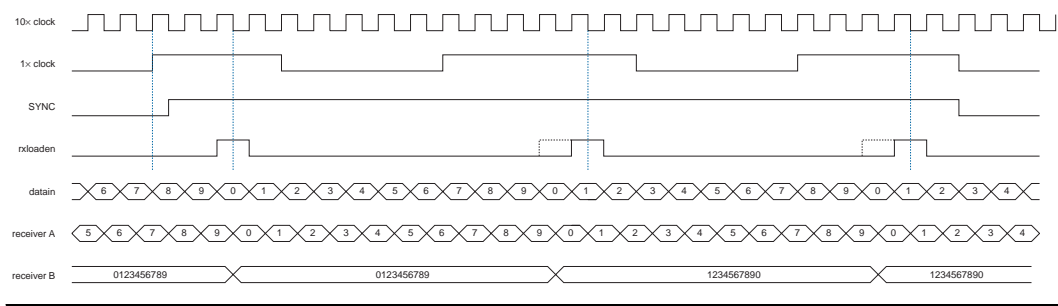 10× clock
1× clock
SYNC
rxloaden
datain 6 7 8 9 0 1 2 3 4 5 6 7 8 9 0 1 2 3 4 5 6 7 8 9 0 1 2 3 4
receiver A 5 6 7 8 9 0 1 2 3 4 5 6 7 8 9 0 1 2 3 4 5 6 7 8 9 0 1 2 3 4
receiver B 0123456789 0123456789 1234567890 1234567890